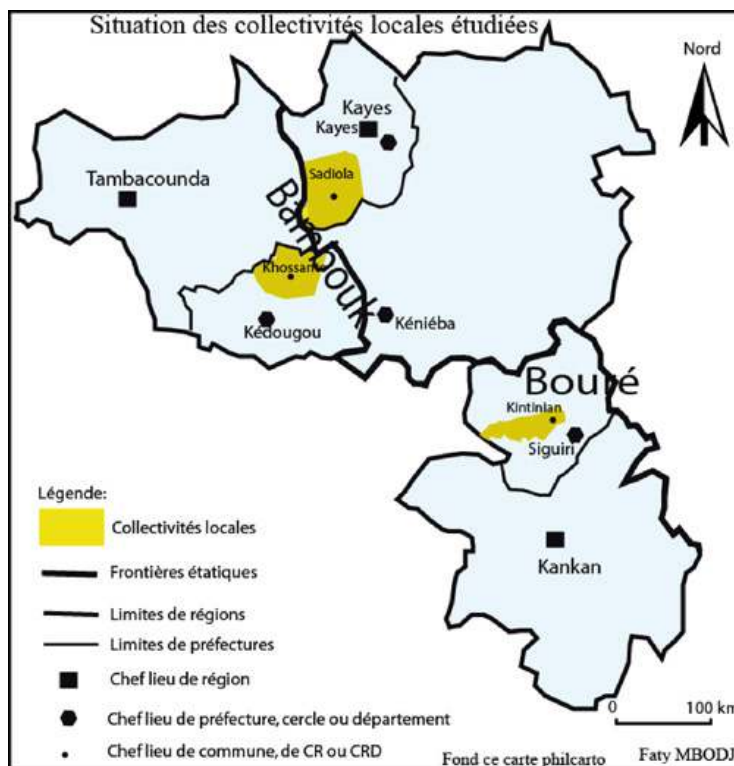 Situation des collectivités locales étudiées
Nord
Kayes
Kayes
Sadiola
Tambacounda
Bambouk
Khossanto
Kédougou
Kéniéba
Bouré
Kintinian
Siguiri
Kankan
Légende:
Collectivités locales
Frontières étatiques
Limites de régions
Limites de préfectures
Chef lieu de région
Chef lieu de préfecture, cercle ou département
Chef lieu de commune, de CR ou CRD
0 100 km
Fond ce carte philcarto
Faty MBODJ